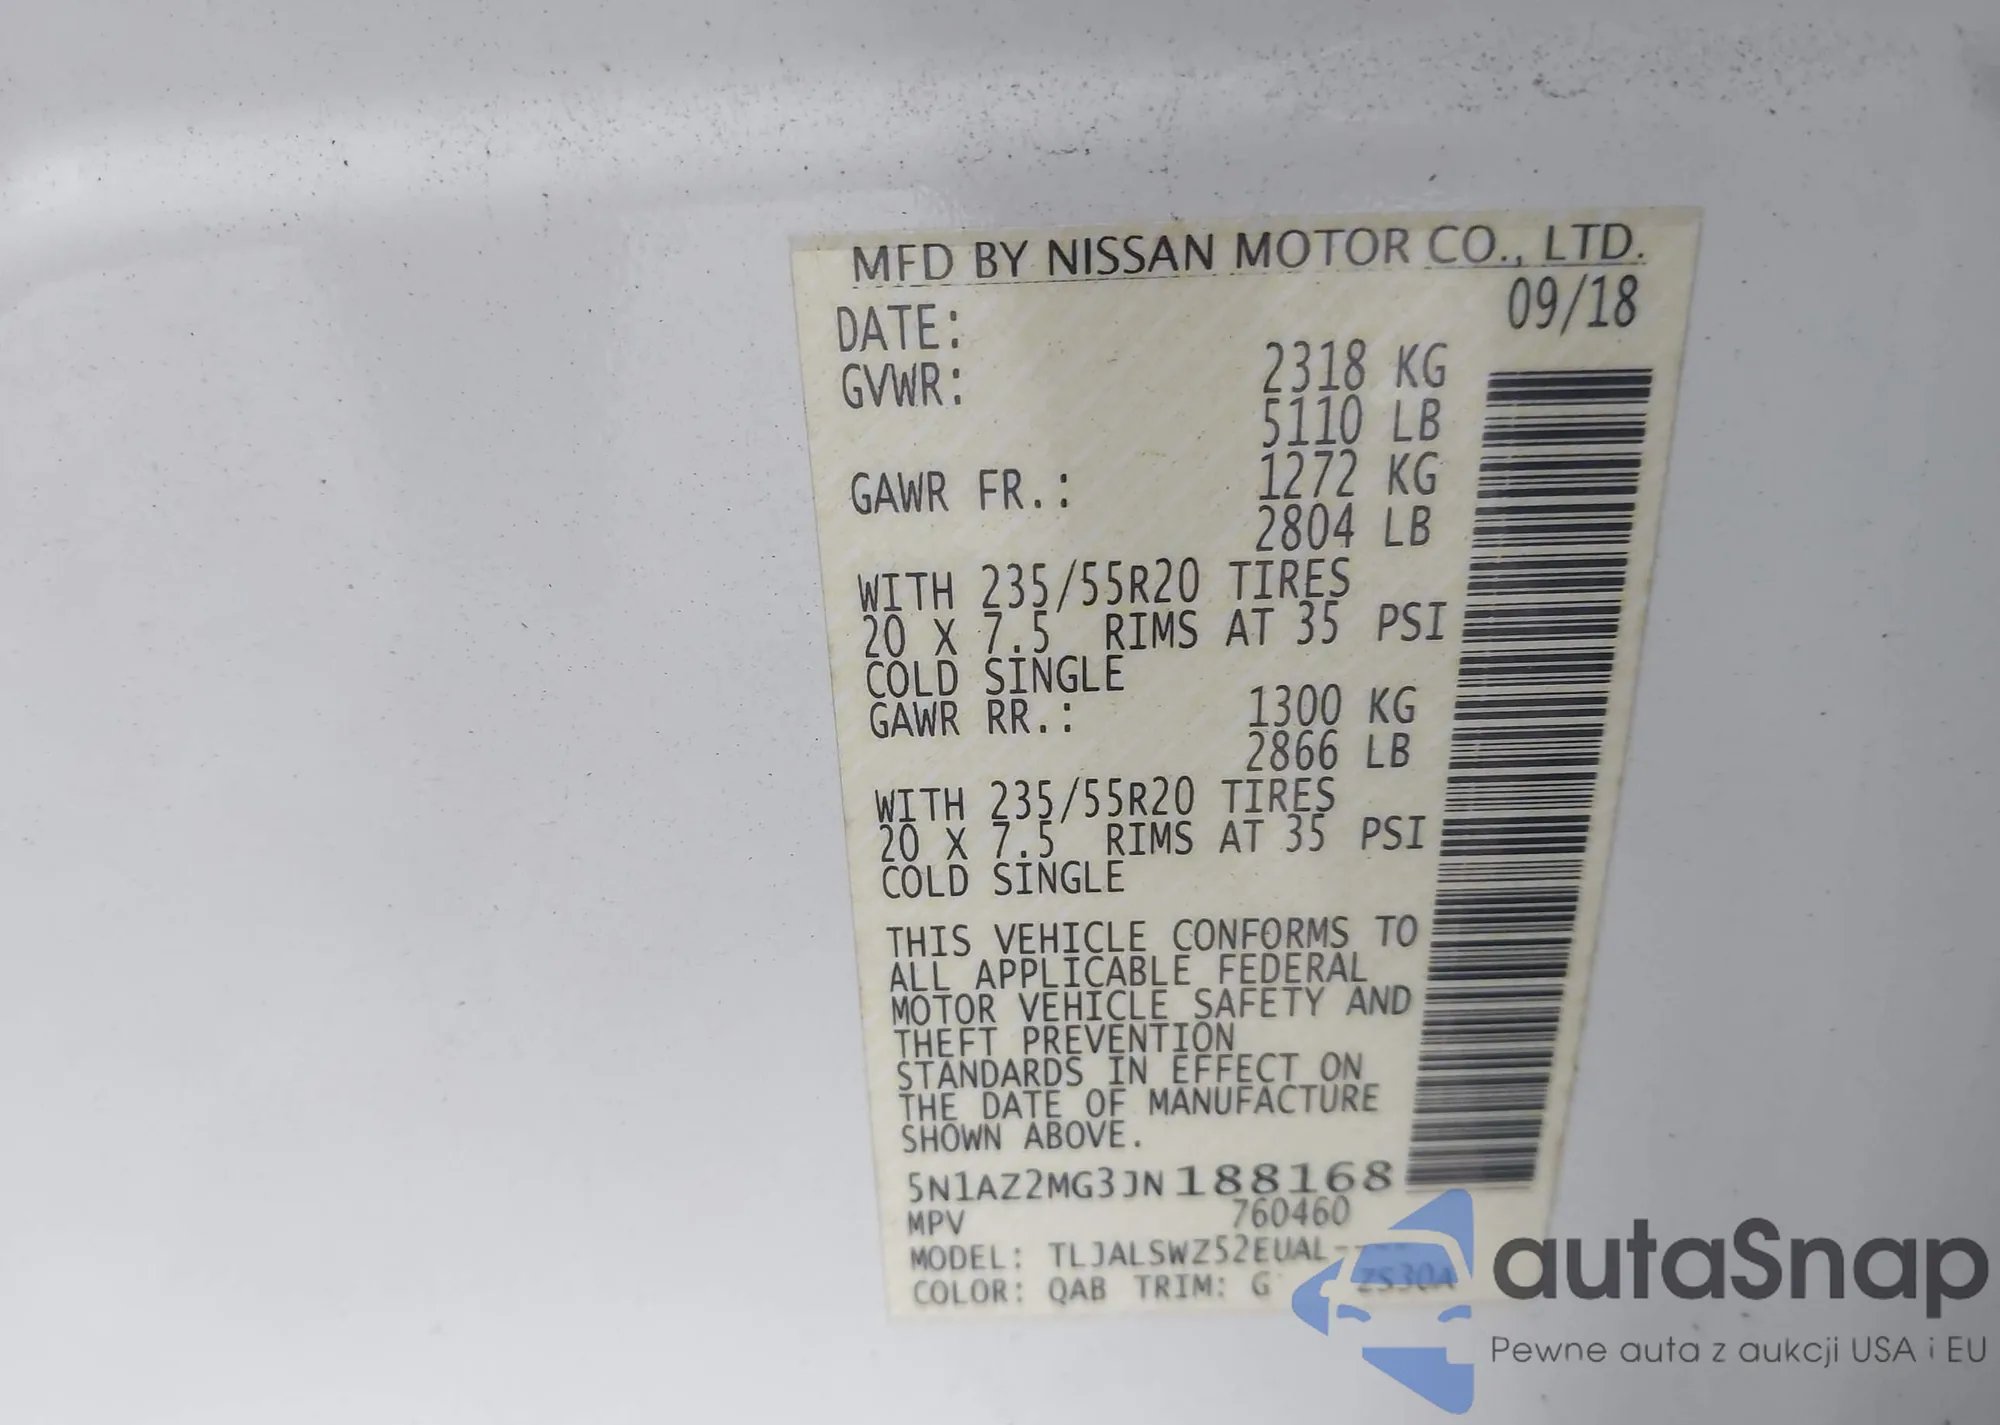 MFD BY NISSAN MOTOR CO., LTD.
DATE: 09/18
GVWR: 2318 KG
5110 LB
GAWR FR.: 1272 KG
2804 LB
WITH 235/55R20 TIRES
20 X 7.5 RIMS AT 35 PSI
COLD SINGLE
GAWR RR.: 1300 KG
2866 LB
WITH 235/55R20 TIRES
20 X 7.5 RIMS AT 35 PSI
COLD SINGLE
THIS VEHICLE CONFORMS TO
ALL APPLICABLE FEDERAL
MOTOR VEHICLE SAFETY AND
THEFT PREVENTION
STANDARDS IN EFFECT ON
THE DATE OF MANUFACTURE
SHOWN ABOVE.
5N1AZ2MG3JN188168
MPV 760460
MODEL: TLJALSWZ52EUAL
COLOR: QAB TRIM: G ZS30A
autaSnap
Pewne auta z aukcji USA i EU